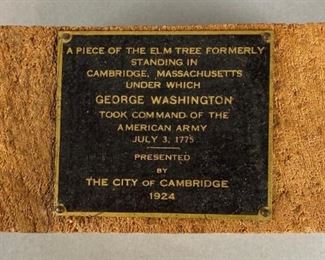 A PIECE OF THE ELM TREE FORMERLY
STANDING IN
CAMBRIDGE, MASSACHUSETTS
UNDER WHICH
GEORGE WASHINGTON
TOOK COMMAND OF THE
AMERICAN ARMY
JULY 3, 1775
PRESENTED
BY
THE CITY OF CAMBRIDGE
1924